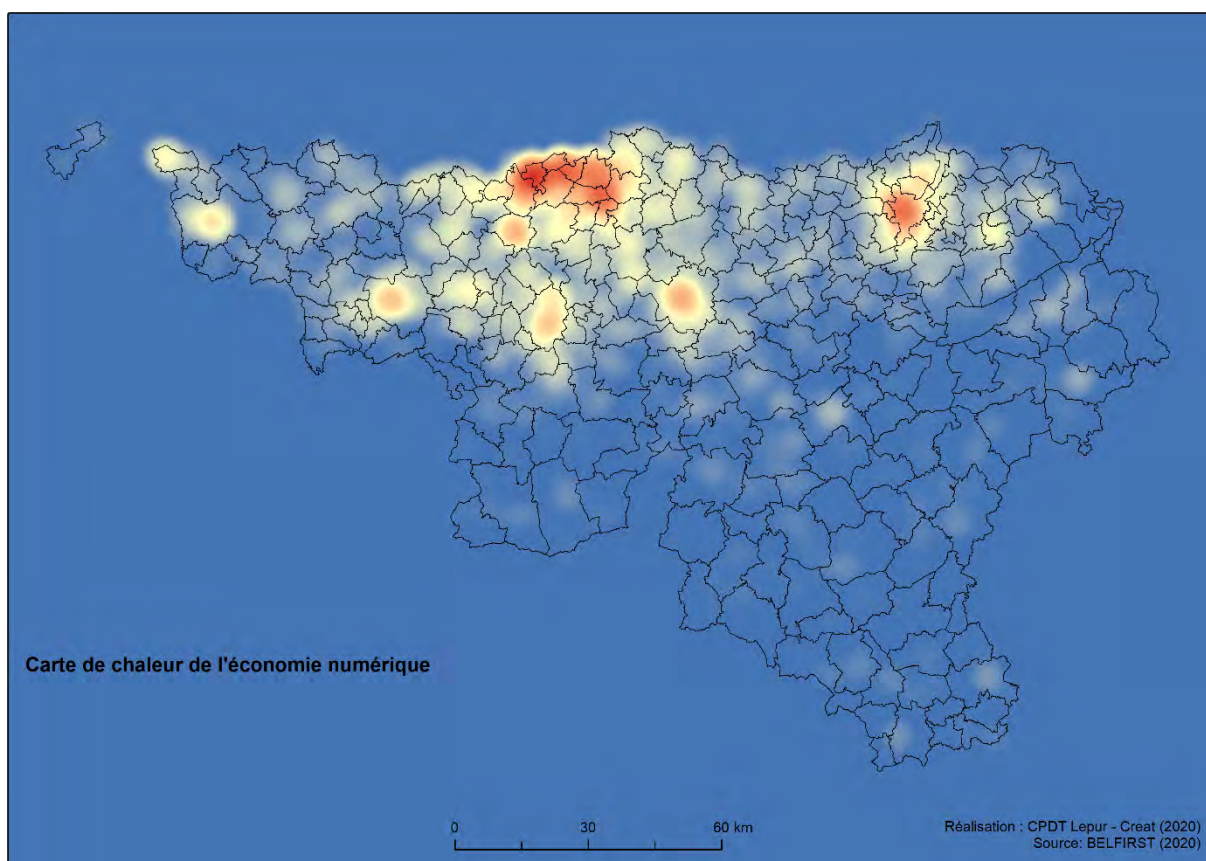 Carte de chaleur de l'économie numérique
0 30 60 km
Réalisation : CPDT Lepur - Creat (2020)
Source: BELFIRST (2020)